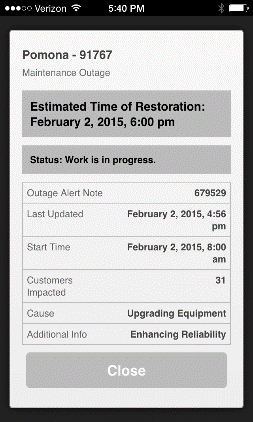 Verizon 5:40 PM
Pomona - 91767
Maintenance Outage
Estimated Time of Restoration:
February 2, 2015, 6:00 pm
Status: Work is in progress.
Outage Alert Note 679529
Last Updated February 2, 2015, 4:56
pm
Start Time February 2, 2015, 8:00
am
Customers 31
Impacted
Cause Upgrading Equipment
Additional Info Enhancing Reliability
Close